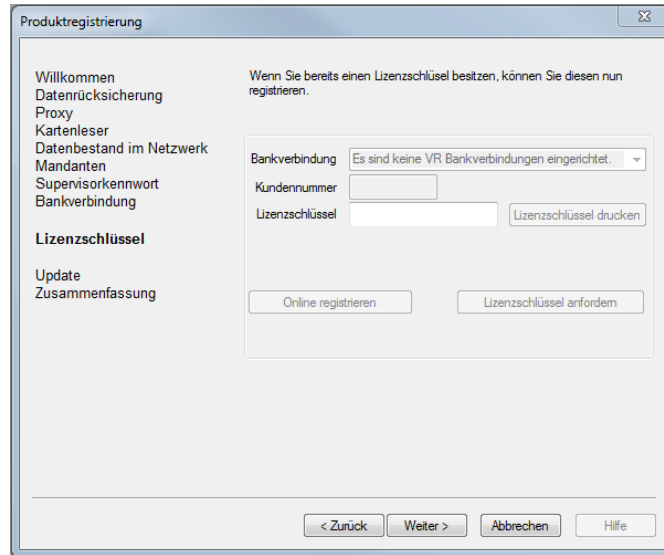 Produktregistrierung
Willkommen
Datenrücksicherung
Proxy
Kartenleser
Datenbestand im Netzwerk
Mandanten
Supervisorkennwort
Bankverbindung
Lizenzschlüssel
Update
Zusammenfassung
Wenn Sie bereits einen Lizenzschlüsel besitzen, können Sie diesen nun
registrieren.
Bankverbindung Es sind keine VR Bankverbindungen eingerichtet.
Kundennummer
Lizenzschlüssel Lizenzschlüssel drucken
Online registrieren Lizenzschlüssel anfordern
< Zurück Weiter > Abbrechen Hilfe